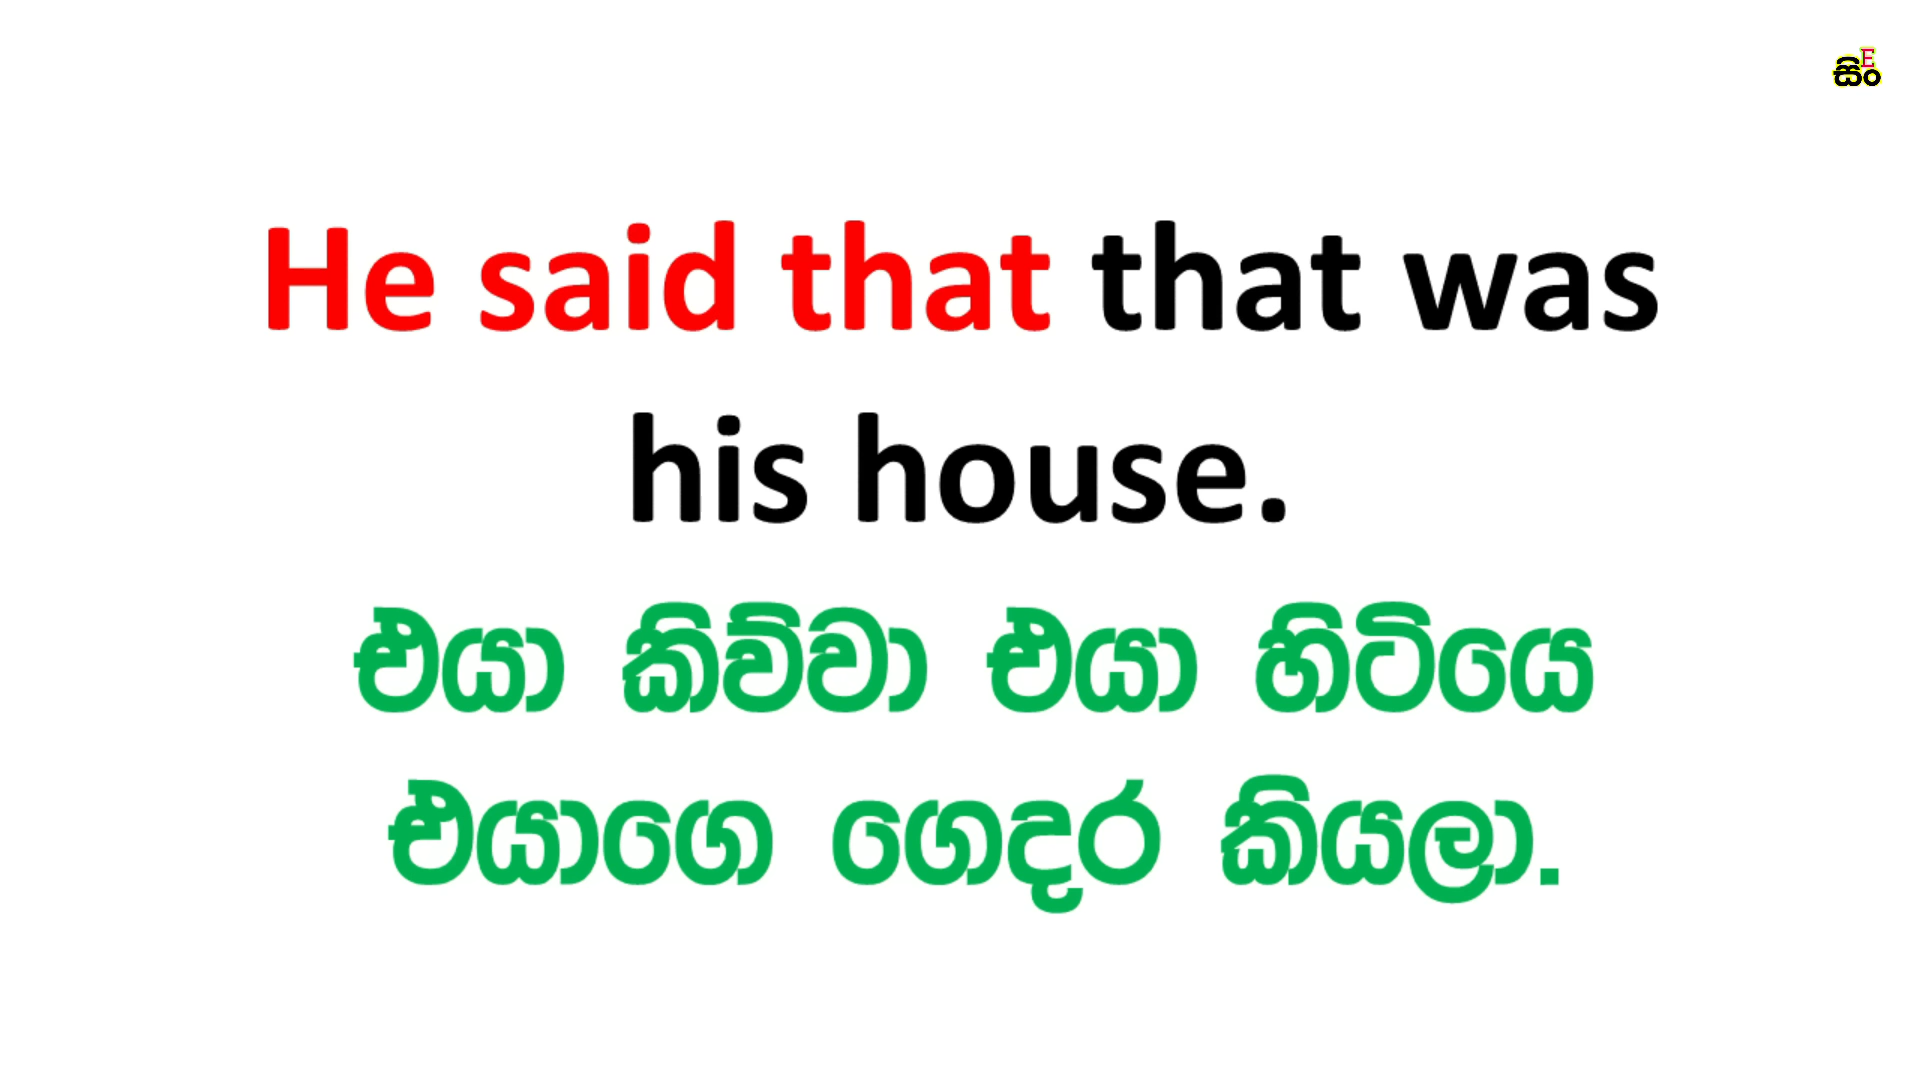 සිං
E
He said that that was
his house.
එයා කිව්වා එයා හිටියෙ
එයාගෙ ගෙදර කියලා.